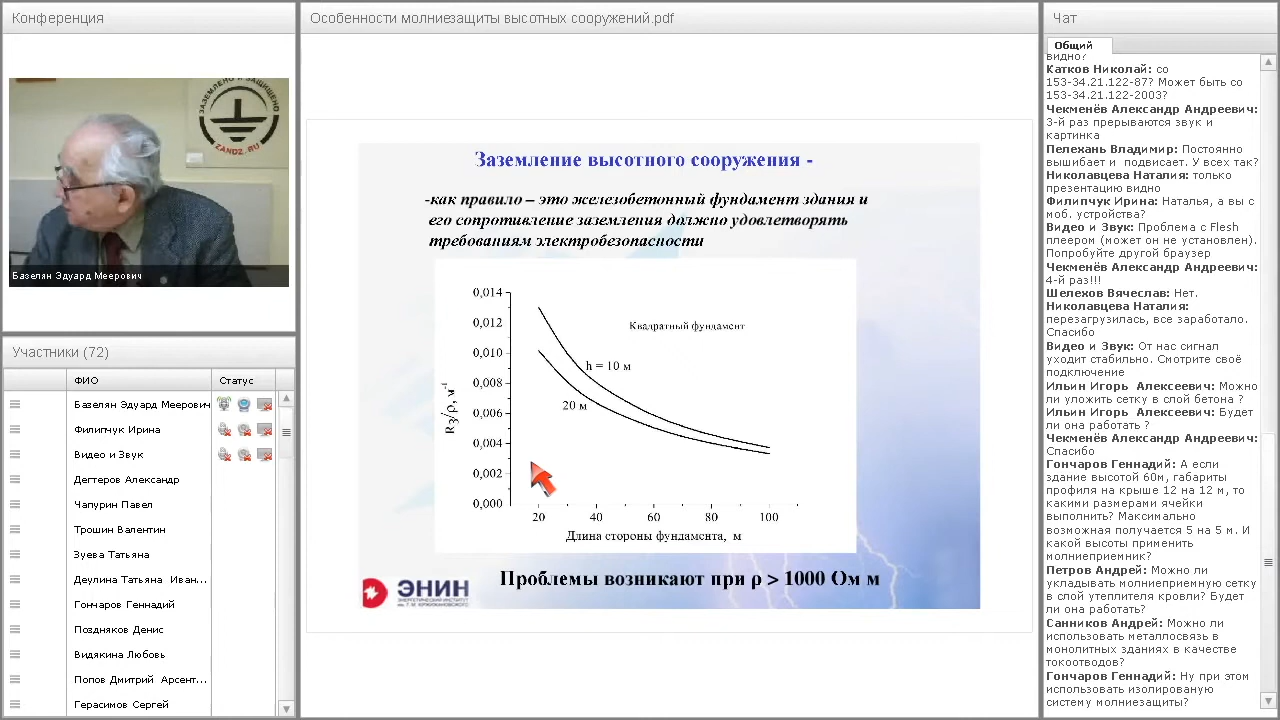 Конференция
ЗАЗЕМЛЕНО И ЗАЩИЩЕНО
ZANDZ.RU
Базелян Эдуард Меерович
Участники (72)
ФИО
Статус
Базелян Эдуард Меерович
Филипчук Ирина
Видео и Звук
Дегтеров Александр
Чапурин Павел
Трошин Валентин
Зуева Татьяна
Деулина Татьяна Иван...
Гончаров Геннадий
Поздняков Денис
Видякина Любовь
Попов Дмитрий Арсент...
Герасимов Сергей
Особенности молниезащиты высотных сооружений.pdf
Заземление высотного сооружения -
-как правило – это железобетонный фундамент здания и
его сопротивление заземления должно удовлетворять
требованиям электробезопасности
0,014
0,012
0,010
0,008
0,006
0,004
0,002
0,000
Rз/ρ, м⁻¹
Квадратный фундамент
h = 10 м
20 м
20 40 60 80 100
Длина стороны фундамента, м
Проблемы возникают при ρ > 1000 Ом м
ЭНИН
ЭНЕРГЕТИЧЕСКИЙ ИНСТИТУТ
им. Г. М. КРЖИЖАНОВСКОГО
Чат
Общий
видно?
Катков Николай: со
153-34.21.122-87? Может быть со
153-34.21.122-2003?
Чекменёв Александр Андреевич:
3-й раз прерываются звук и
картинка
Пелехань Владимир: Постоянно
вышибает и подвисает. У всех так?
Николавцева Наталия: только
презентацию видно
Филипчук Ирина: Наталья, а вы с
моб. устройства?
Видео и Звук: Проблема с Flesh
плеером (может он не установлен).
Попробуйте другой браузер
Чекменёв Александр Андреевич:
4-й раз!!!
Шелехов Вячеслав: Нет.
Николавцева Наталия:
перезагрузилась, все заработало.
Спасибо
Видео и Звук: От нас сигнал
уходит стабильно. Смотрите своё
подключение
Ильин Игорь Алексеевич: Можно
ли уложить сетку в слой бетона ?
Ильин Игорь Алексеевич: Будет
ли она работать ?
Чекменёв Александр Андреевич:
Спасибо
Гончаров Геннадий: А если
здание высотой 60м, габариты
профиля на крыше 12 на 12 м, то
какими размерами ячейки
выполнить? Максимально
возможная получается 5 на 5 м. И
какой высоты применить
молниеприемник?
Петров Андрей: Можно ли
укладывать молниприемную сетку
в слой утепления кровли? Будет
ли она работать?
Санников Андрей: Можно ли
использовать металлосвязь в
монолитных зданиях в качестве
токоотводов?
Гончаров Геннадий: Ну при этом
использовать изолированую
систему молниезащиты?